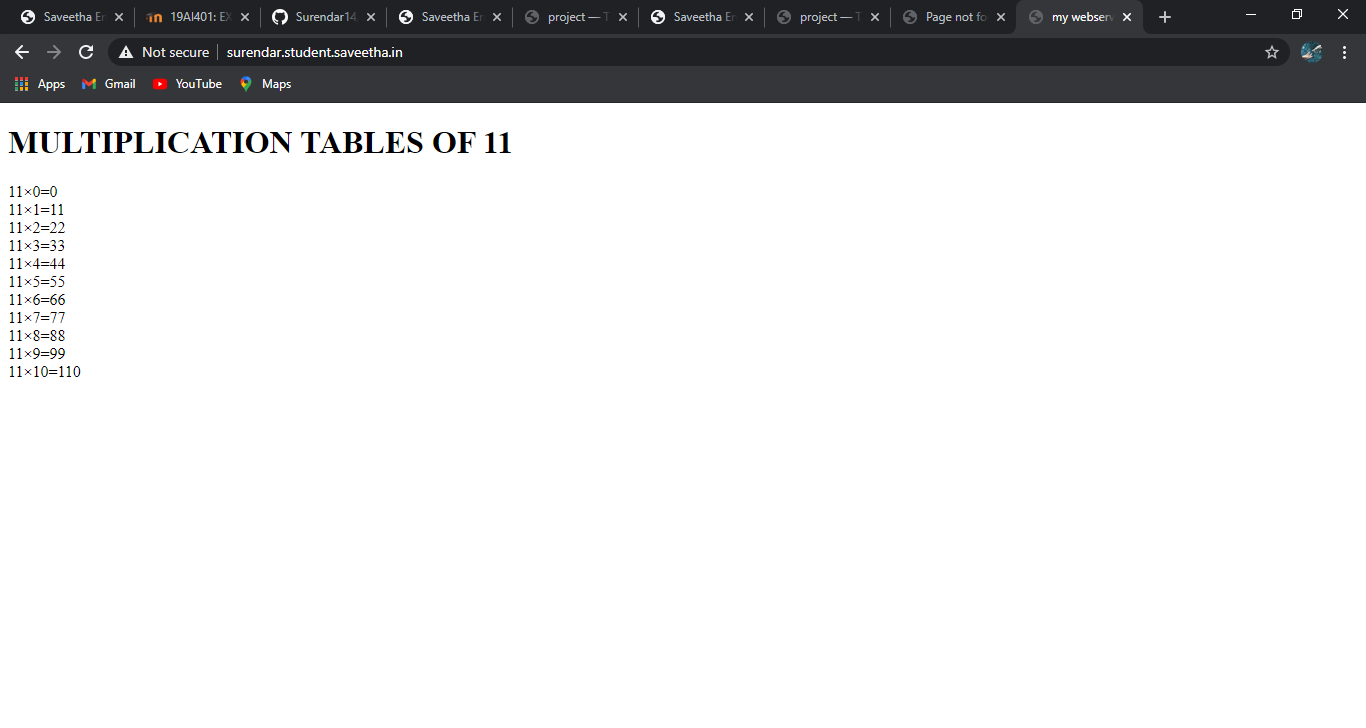 Saveetha Er
19AI401: EX
Surendar14
Saveetha Er
project — T
Saveetha Er
project — T
Page not fo
my webserv
Not secure
surendar.student.saveetha.in
Apps
Gmail
YouTube
Maps
MULTIPLICATION TABLES OF 11
11×0=0
11×1=11
11×2=22
11×3=33
11×4=44
11×5=55
11×6=66
11×7=77
11×8=88
11×9=99
11×10=110